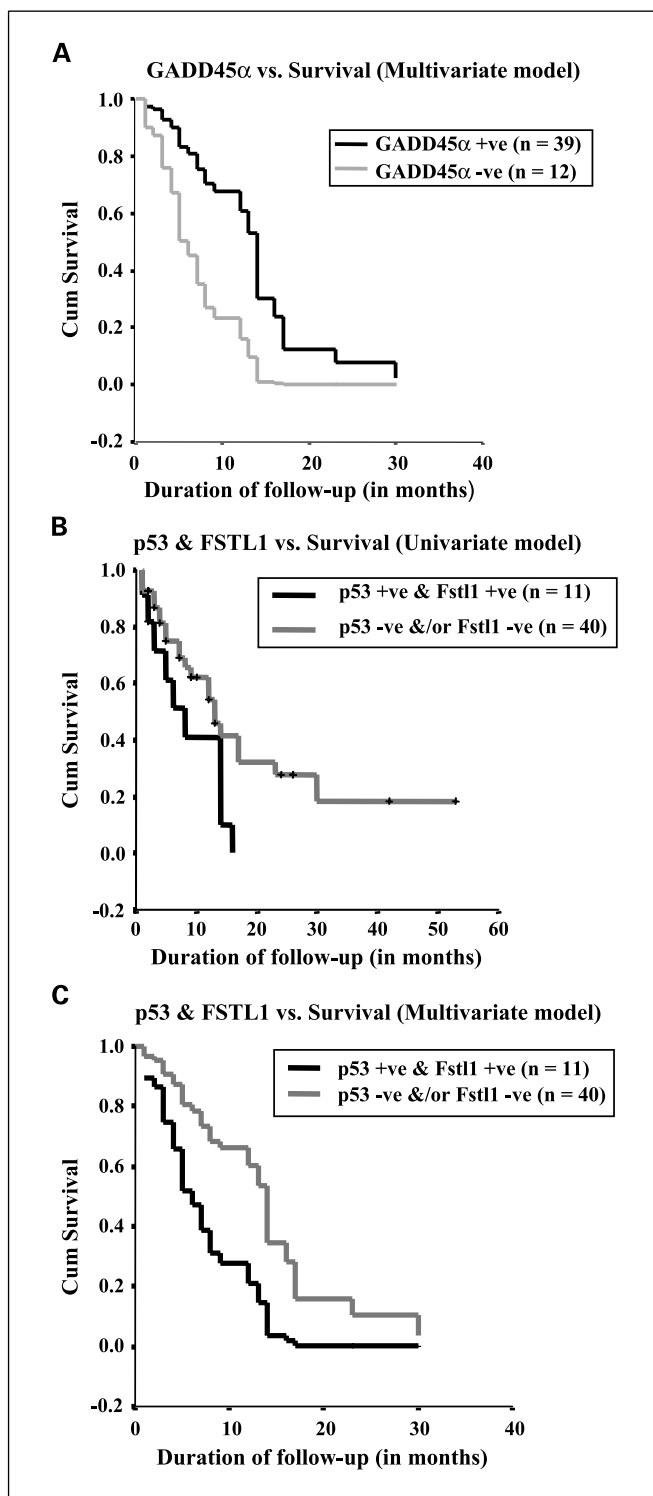 A
GADD45α vs. Survival (Multivariate model)
1.0
0.8
0.6
0.4
0.2
0.0
-0.2
Cum Survival
GADD45α +ve (n = 39)
GADD45α -ve (n = 12)
0 10 20 30 40
Duration of follow-up (in months)
B
p53 & FSTL1 vs. Survival (Univariate model)
1.0
0.8
0.6
0.4
0.2
0.0
-0.2
Cum Survival
p53 +ve & Fstl1 +ve (n = 11)
p53 -ve &/or Fstl1 -ve (n = 40)
0 10 20 30 40 50 60
Duration of follow-up (in months)
C
p53 & FSTL1 vs. Survival (Multivariate model)
1.0
0.8
0.6
0.4
0.2
0.0
-0.2
Cum Survival
p53 +ve & Fstl1 +ve (n = 11)
p53 -ve &/or Fstl1 -ve (n = 40)
0 10 20 30 40
Duration of follow-up (in months)